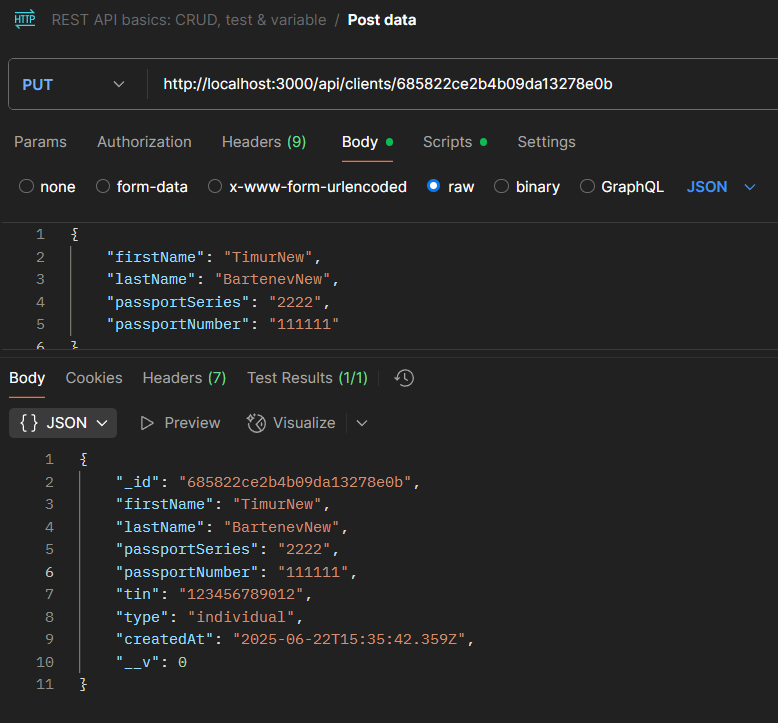 HTTP REST API basics: CRUD, test & variable / Post data
PUT http://localhost:3000/api/clients/685822ce2b4b09da13278e0b
Params Authorization Headers (9) Body Scripts Settings
none form-data x-www-form-urlencoded raw binary GraphQL JSON
1 {
2 "firstName": "TimurNew",
3 "lastName": "BartenevNew",
4 "passportSeries": "2222",
5 "passportNumber": "111111"
6 }
Body Cookies Headers (7) Test Results (1/1)
{} JSON Preview Visualize
1 {
2 "_id": "685822ce2b4b09da13278e0b",
3 "firstName": "TimurNew",
4 "lastName": "BartenevNew",
5 "passportSeries": "2222",
6 "passportNumber": "111111",
7 "tin": "123456789012",
8 "type": "individual",
9 "createdAt": "2025-06-22T15:35:42.359Z",
10 "__v": 0
11 }